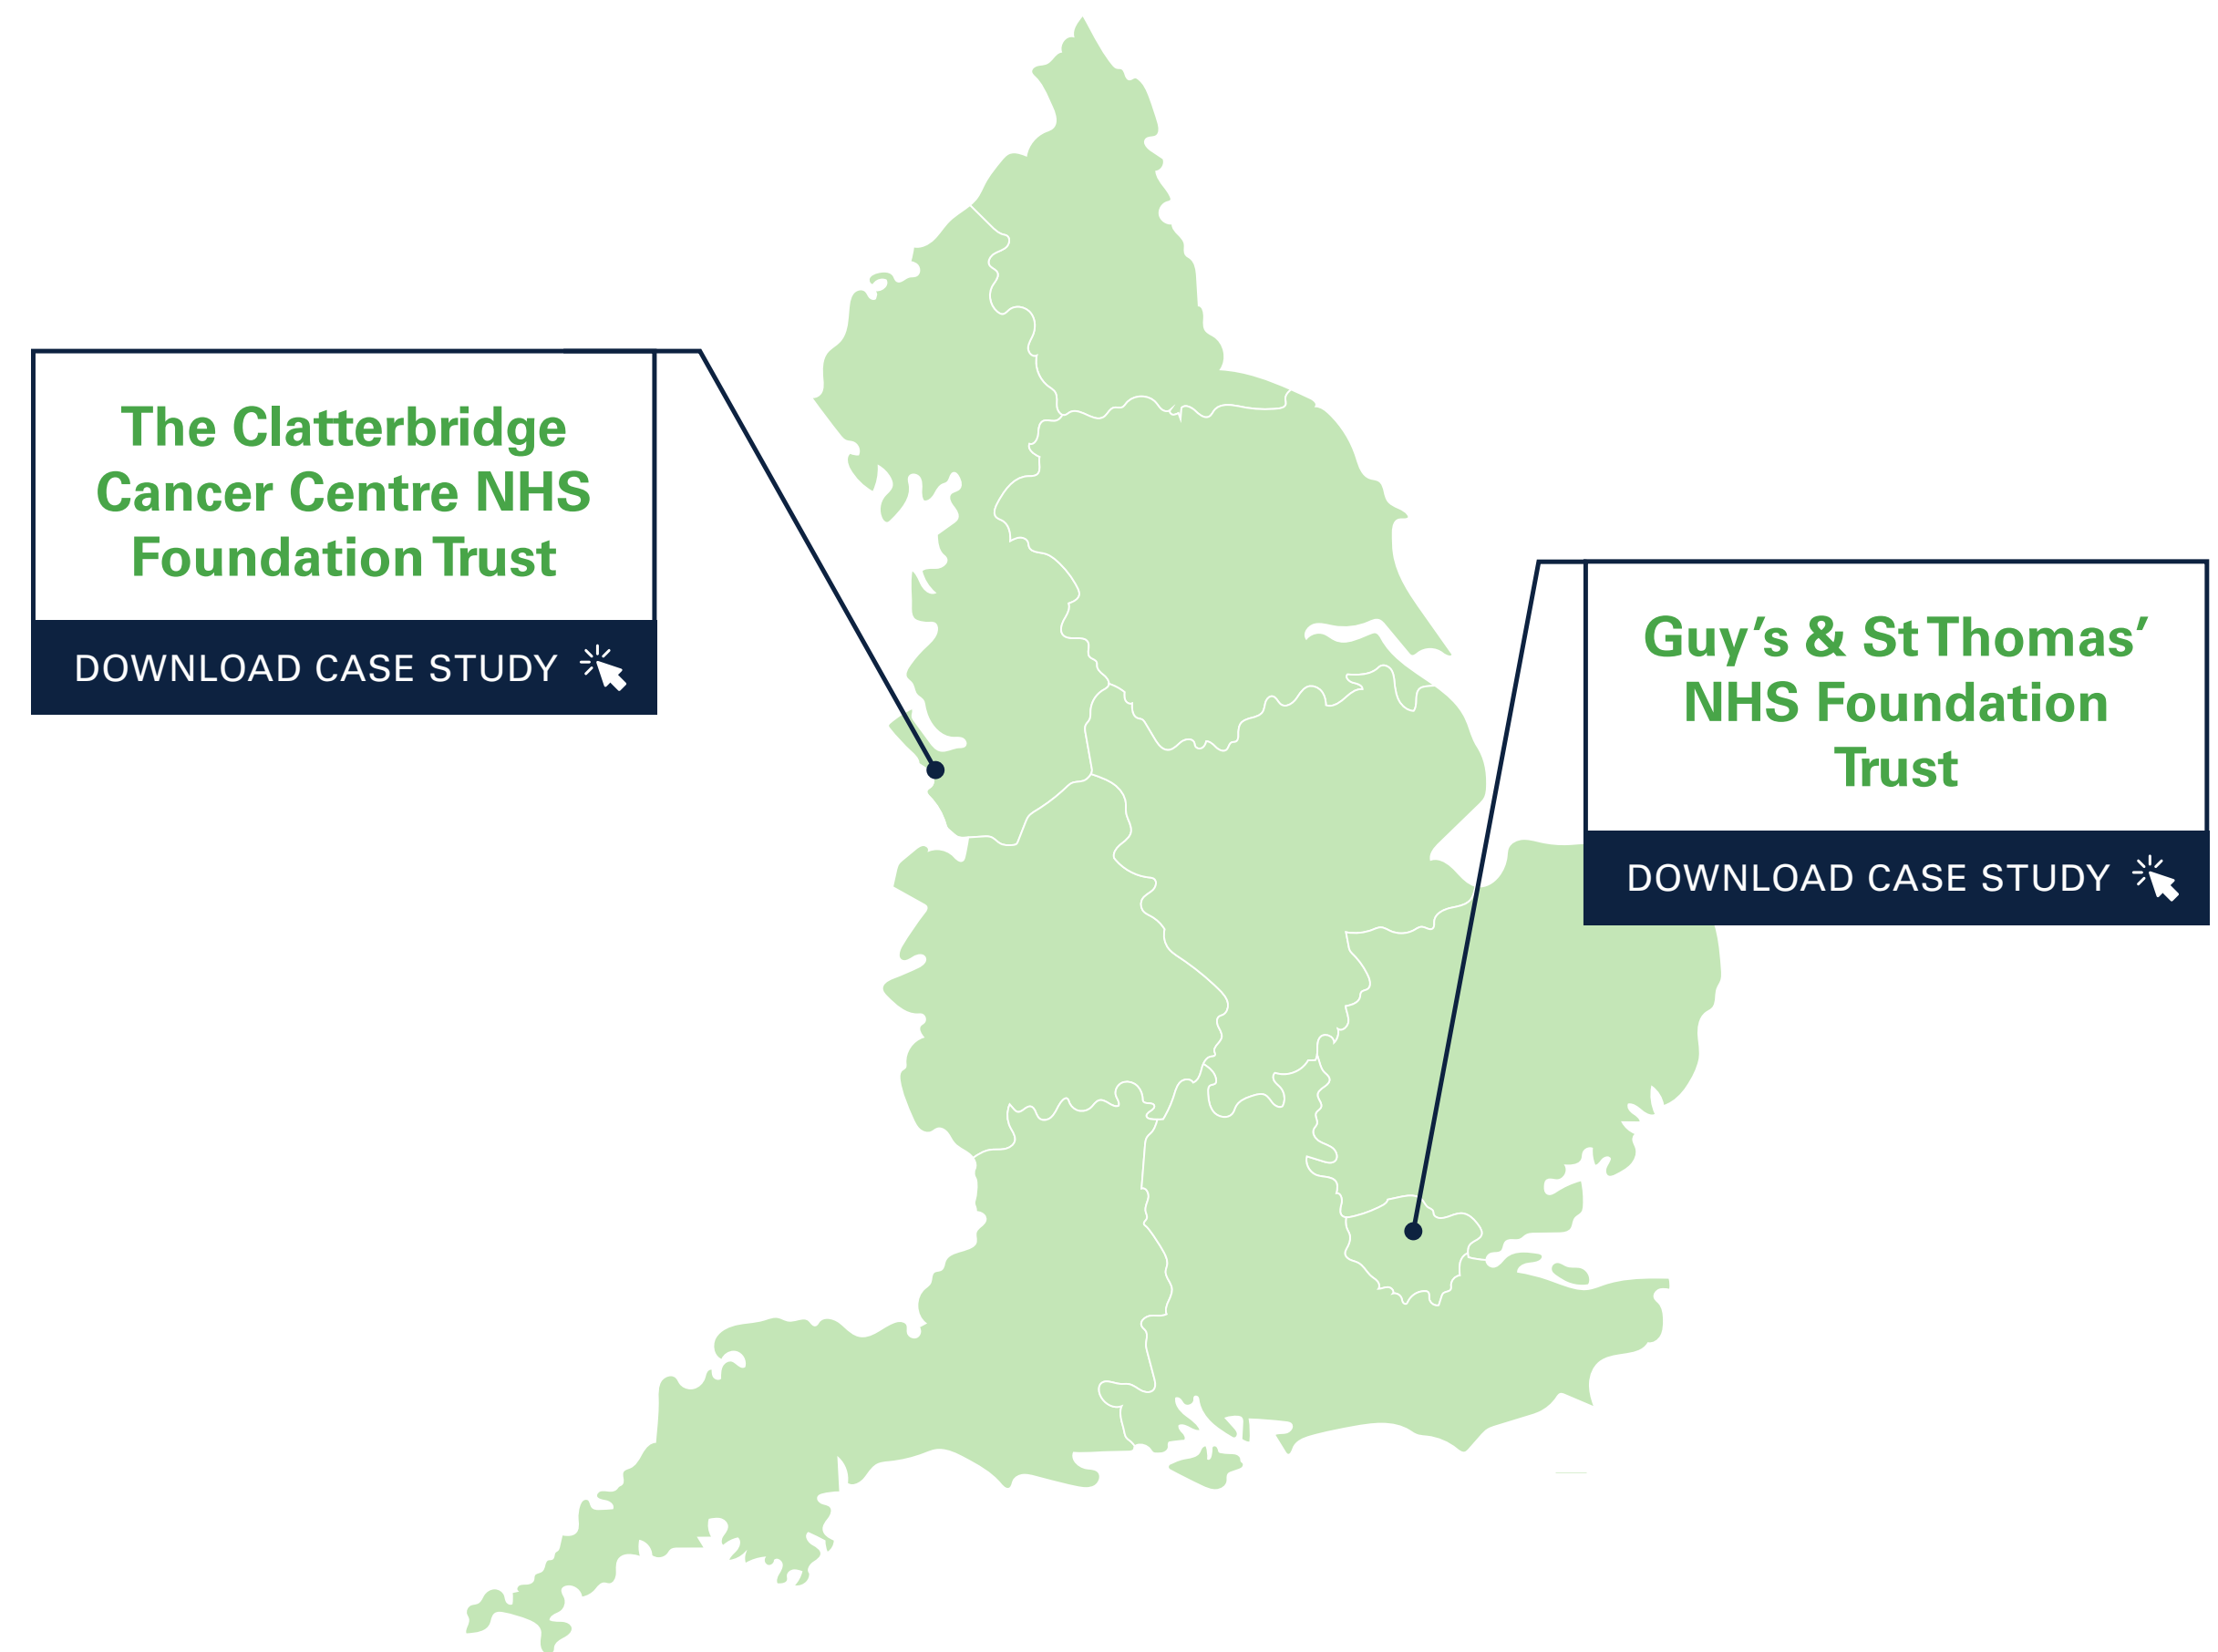 The Clatterbridge
Cancer Centre NHS
Foundation Trust
DOWNLOAD CASE STUDY
Guy's & St Thomas'
NHS Foundation
Trust
DOWNLOAD CASE STUDY